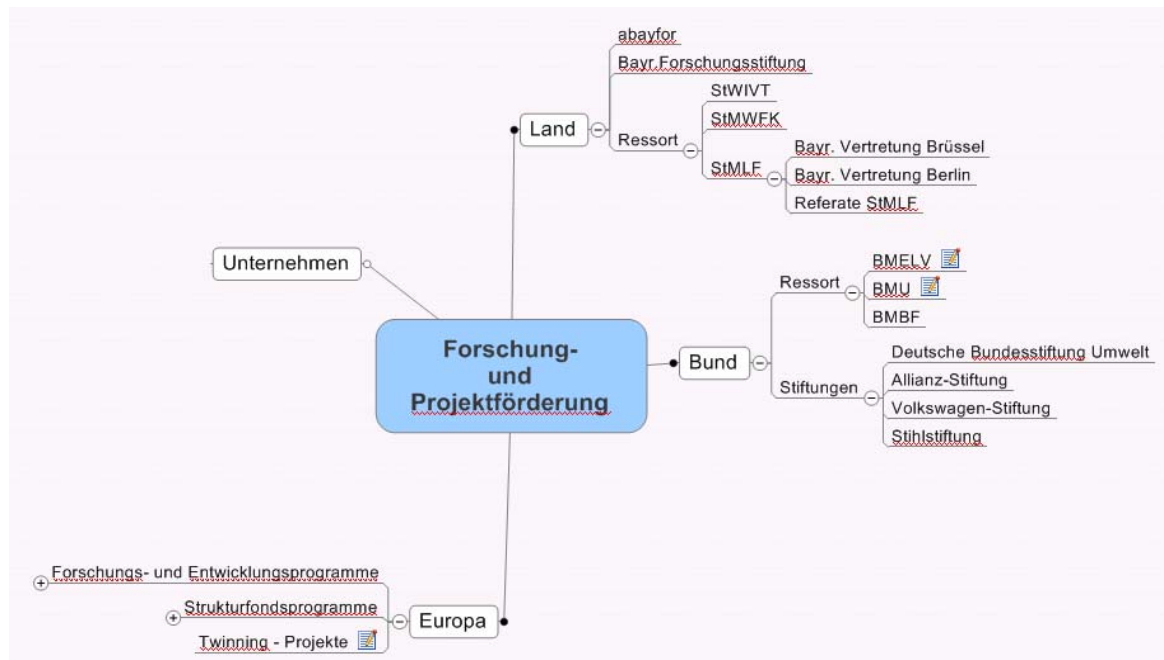 abayfor
Bayr.Forschungsstiftung
StWIVT
StMWFK
Land
Ressort
StMLF
Bayr. Vertretung Brüssel
Bayr. Vertretung Berlin
Referate StMLF
Unternehmen
Forschung-
und
Projektförderung
BMELV
Ressort
BMU
BMBF
Bund
Stiftungen
Deutsche Bundesstiftung Umwelt
Allianz-Stiftung
Volkswagen-Stiftung
Stihlstiftung
Forschungs- und Entwicklungsprogramme
Strukturfondsprogramme
Europa
Twinning - Projekte